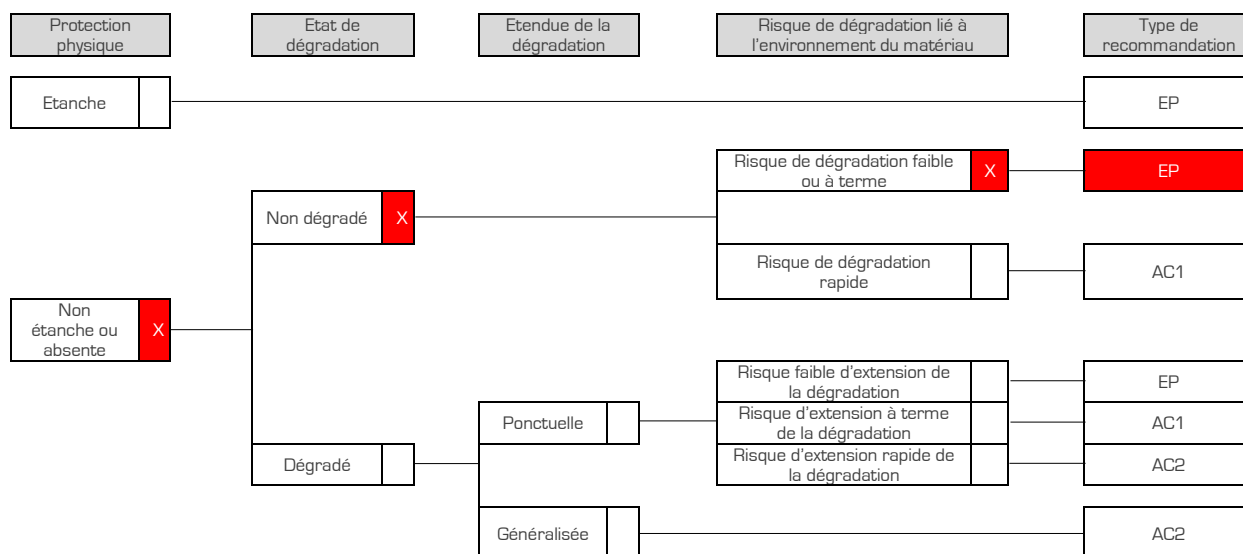 Protection
physique
Etat de
dégradation
Etendue de la
dégradation
Risque de dégradation lié à
l'environnement du matériau
Type de
recommandation
Etanche
EP
Risque de dégradation faible
ou à terme
X
EP
Non dégradé
X
Risque de dégradation
rapide
AC1
Non
étanche ou
absente
X
Risque faible d'extension de
la dégradation
EP
Ponctuelle
Risque d'extension à terme
de la dégradation
AC1
Dégradé
Risque d'extension rapide de
la dégradation
AC2
Généralisée
AC2